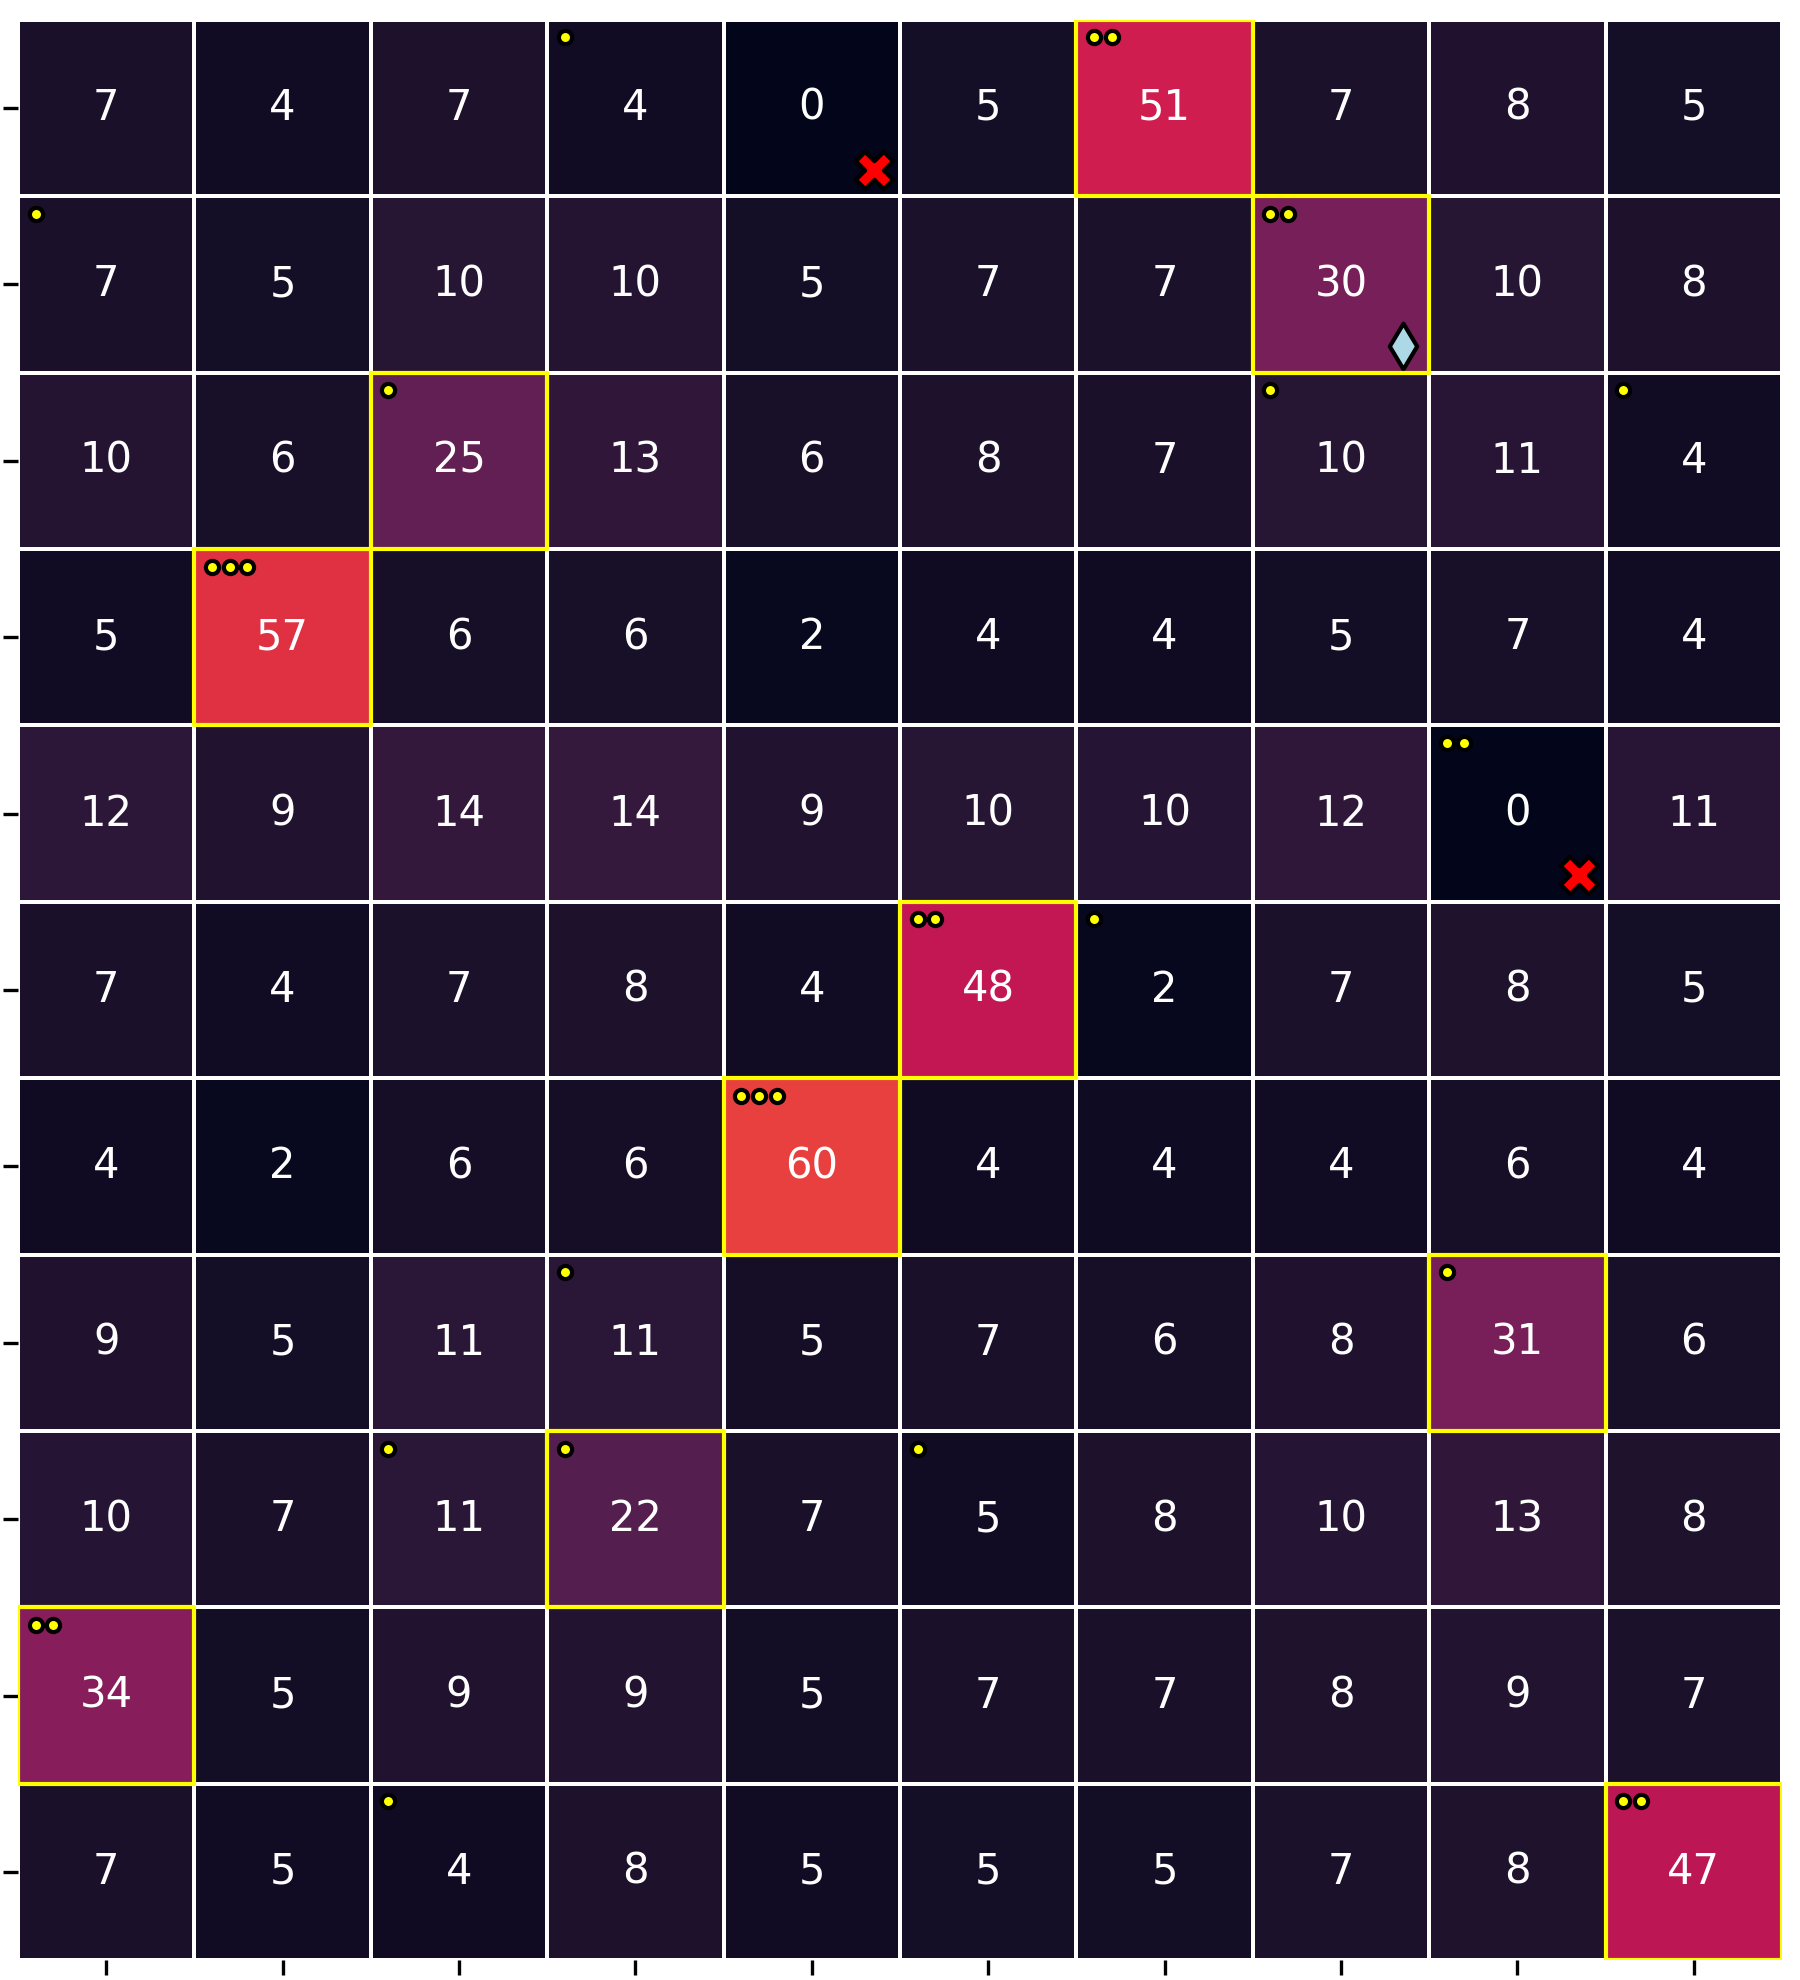 7 4 7 4 0 5 51 7 8 5
7 5 10 10 5 7 7 30 10 8
10 6 25 13 6 8 7 10 11 4
5 57 6 6 2 4 4 5 7 4
12 9 14 14 9 10 10 12 0 11
7 4 7 8 4 48 2 7 8 5
4 2 6 6 60 4 4 4 6 4
9 5 11 11 5 7 6 8 31 6
10 7 11 22 7 5 8 10 13 8
34 5 9 9 5 7 7 8 9 7
7 5 4 8 5 5 5 7 8 47